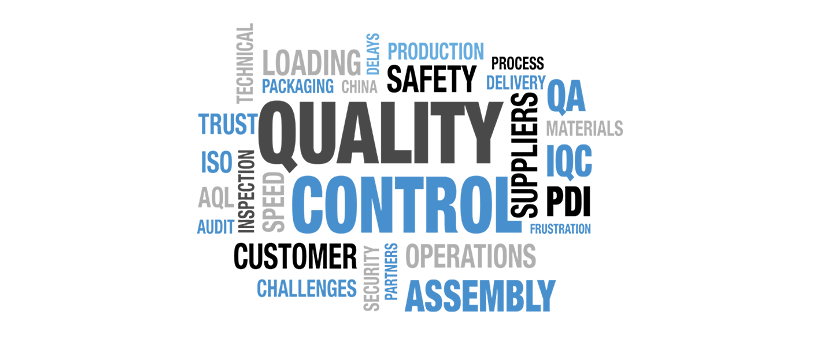 TECHNICAL
LOADING
DELAYS
PRODUCTION
PROCESS
PACKAGING
CHINA
SAFETY
DELIVERY
QA
TRUST
QUALITY
SUPPLIERS
MATERIALS
ISO
INSPECTION
SPEED
CONTROL
IQC
AQL
PDI
AUDIT
FRUSTRATION
CUSTOMER
SECURITY
PARTNERS
OPERATIONS
CHALLENGES
ASSEMBLY